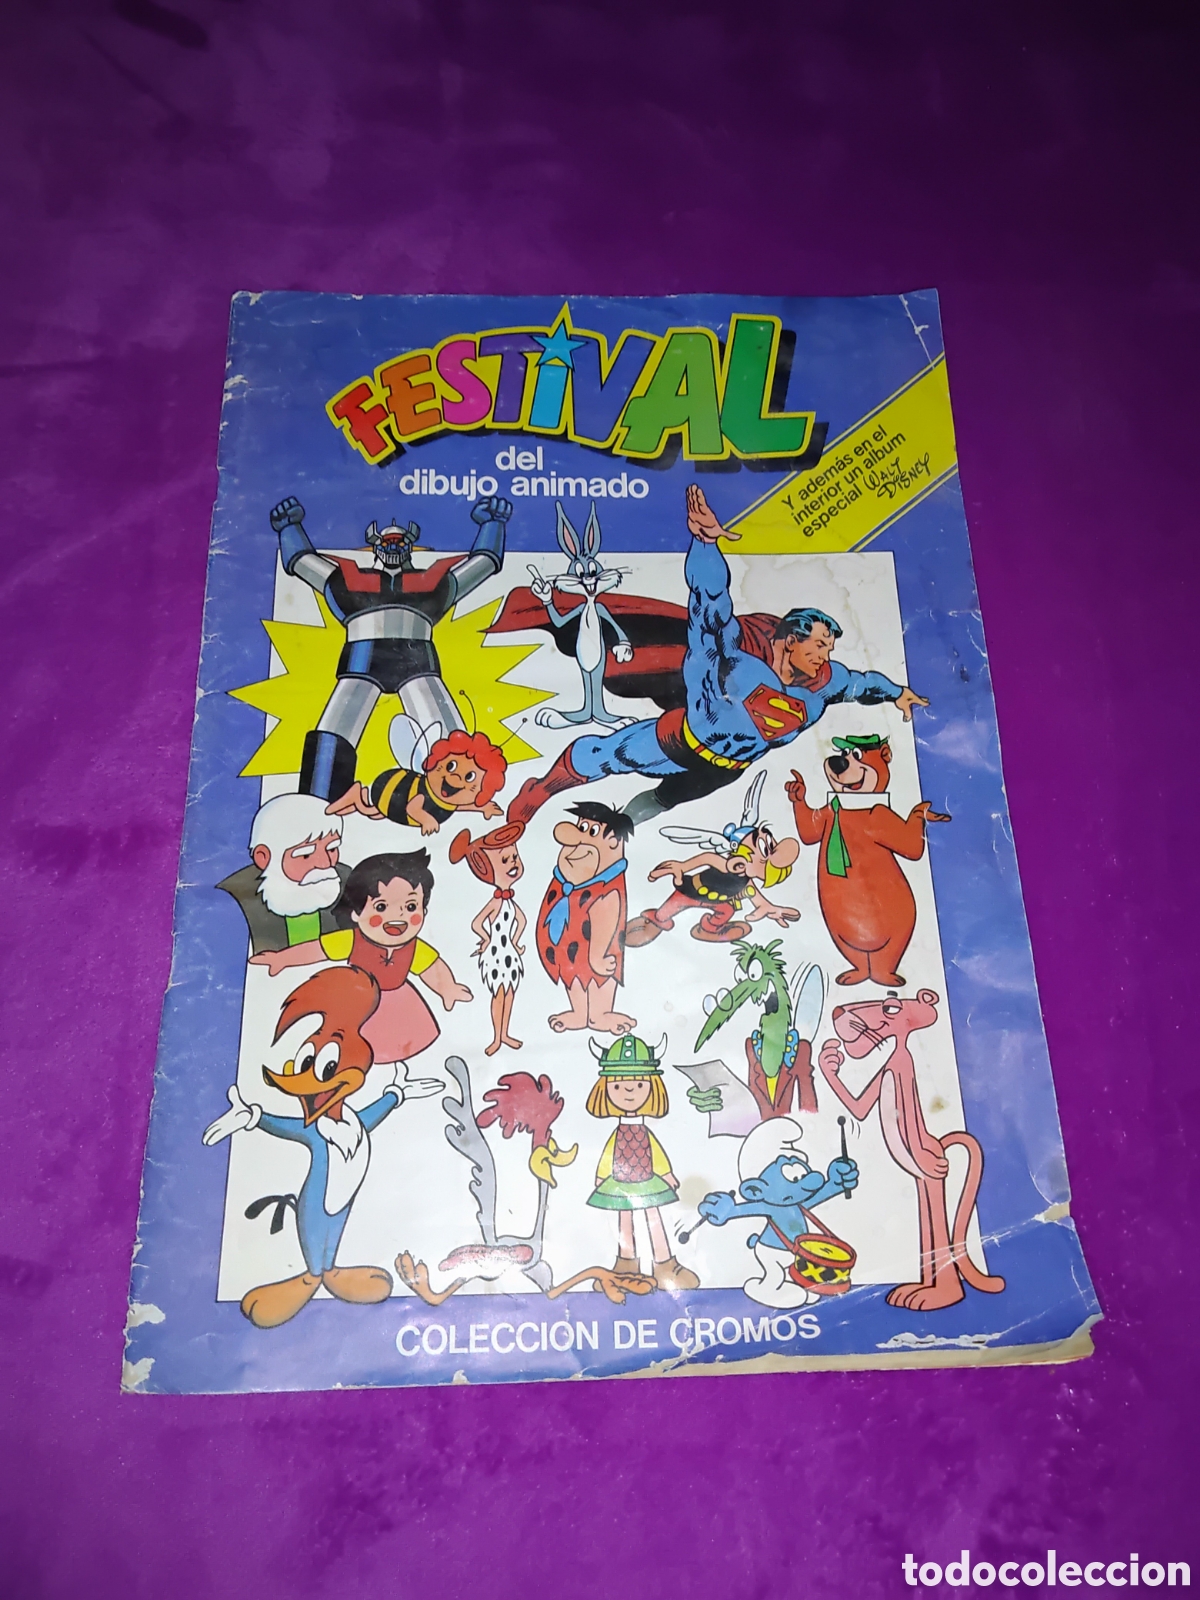 FESTiVAL
del
dibujo animado
Y además en el
interior un album
especial WALT
DISNEY
S
COLECCION DE CROMOS
todocoleccion